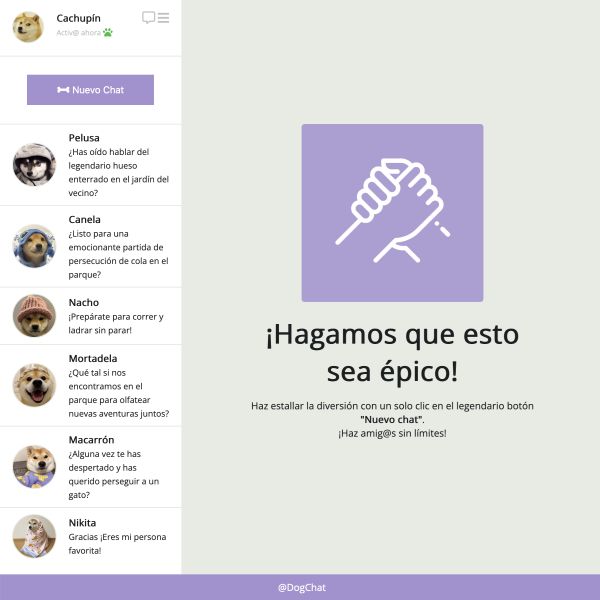 Cachupín
Activ@ ahora
Nuevo Chat
Pelusa
¿Has oído hablar del
legendario hueso
enterrado en el jardín del
vecino?
Canela
¿Listo para una
emocionante partida de
persecución de cola en el
parque?
Nacho
¡Prepárate para correr y
ladrar sin parar!
Mortadela
¿Qué tal si nos
encontramos en el
parque para olfatear
nuevas aventuras juntos?
Macarrón
¿Alguna vez te has
despertado y has
querido perseguir a un
gato?
Nikita
Gracias ¡Eres mi persona
favorita!
¡Hagamos que esto
sea épico!
Haz estallar la diversión con un solo clic en el legendario botón
"Nuevo chat".
¡Haz amig@s sin límites!
@DogChat